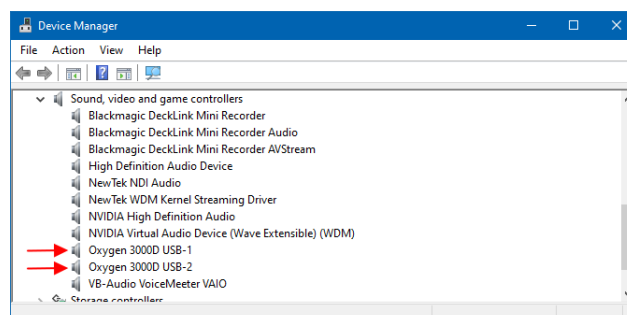 Device Manager
File Action View Help
Sound, video and game controllers
Blackmagic DeckLink Mini Recorder
Blackmagic DeckLink Mini Recorder Audio
Blackmagic DeckLink Mini Recorder AVStream
High Definition Audio Device
NewTek NDI Audio
NewTek WDM Kernel Streaming Driver
NVIDIA High Definition Audio
NVIDIA Virtual Audio Device (Wave Extensible) (WDM)
Oxygen 3000D USB-1
Oxygen 3000D USB-2
VB-Audio VoiceMeeter VAIO
Storage controllers